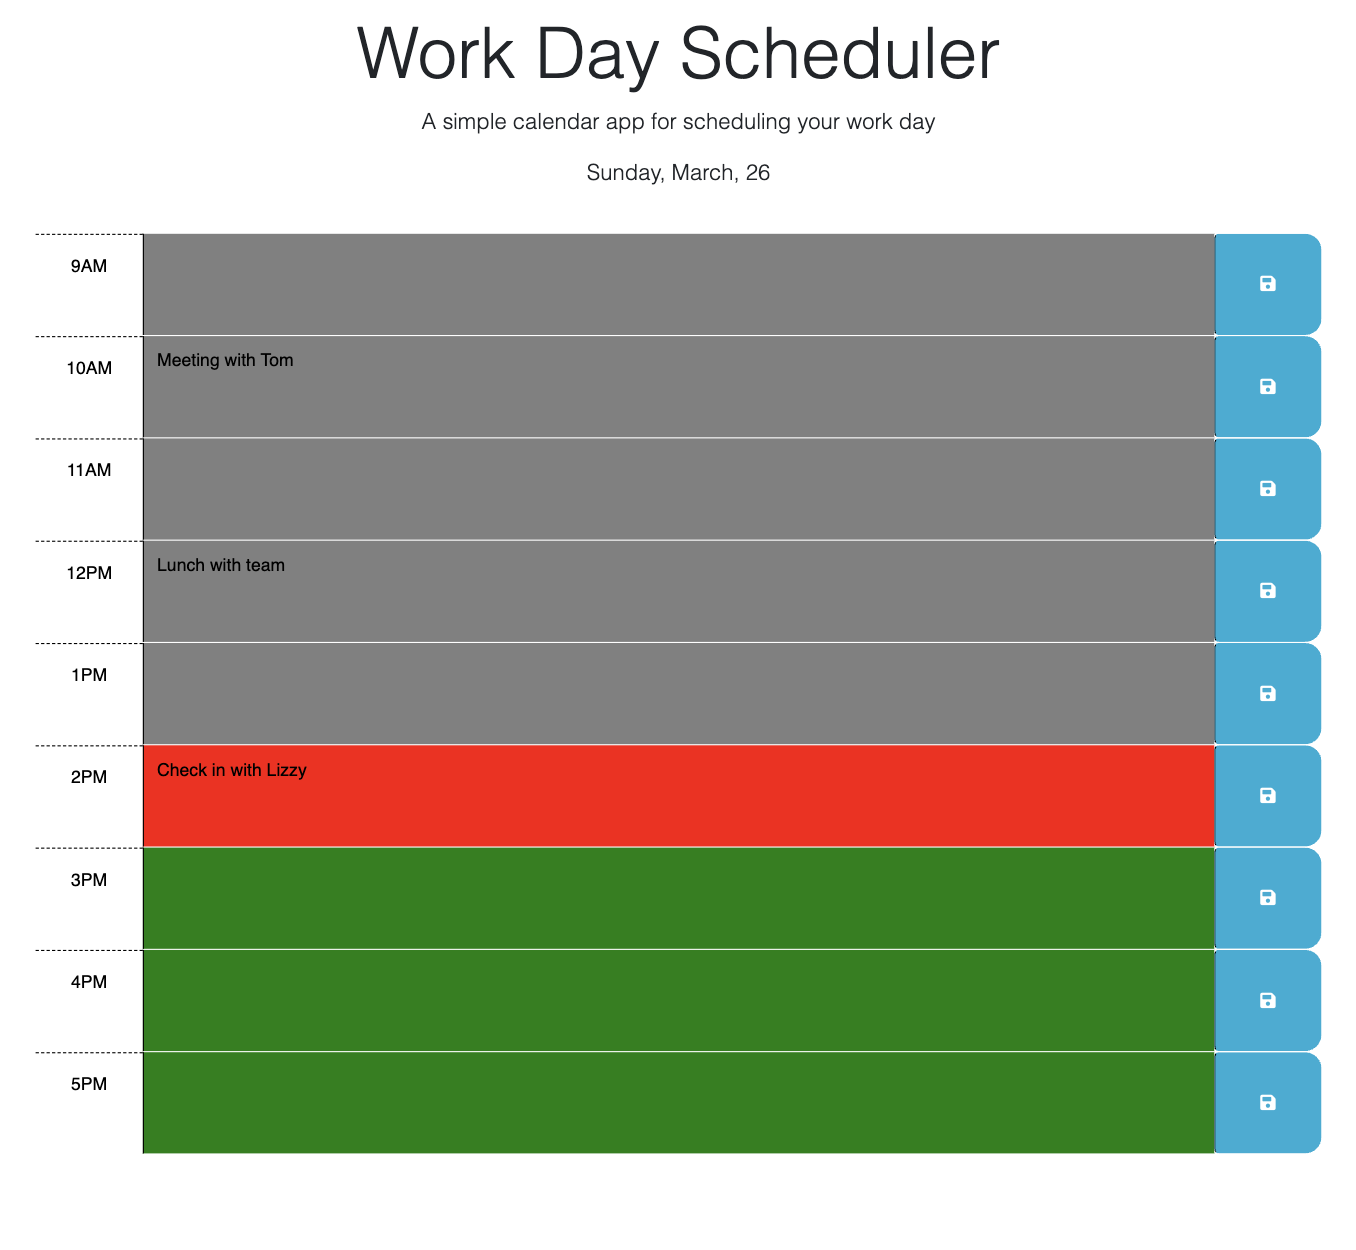 Work Day Scheduler
A simple calendar app for scheduling your work day
Sunday, March, 26
9AM
10AM
Meeting with Tom
11AM
12PM
Lunch with team
1PM
2PM
Check in with Lizzy
3PM
4PM
5PM